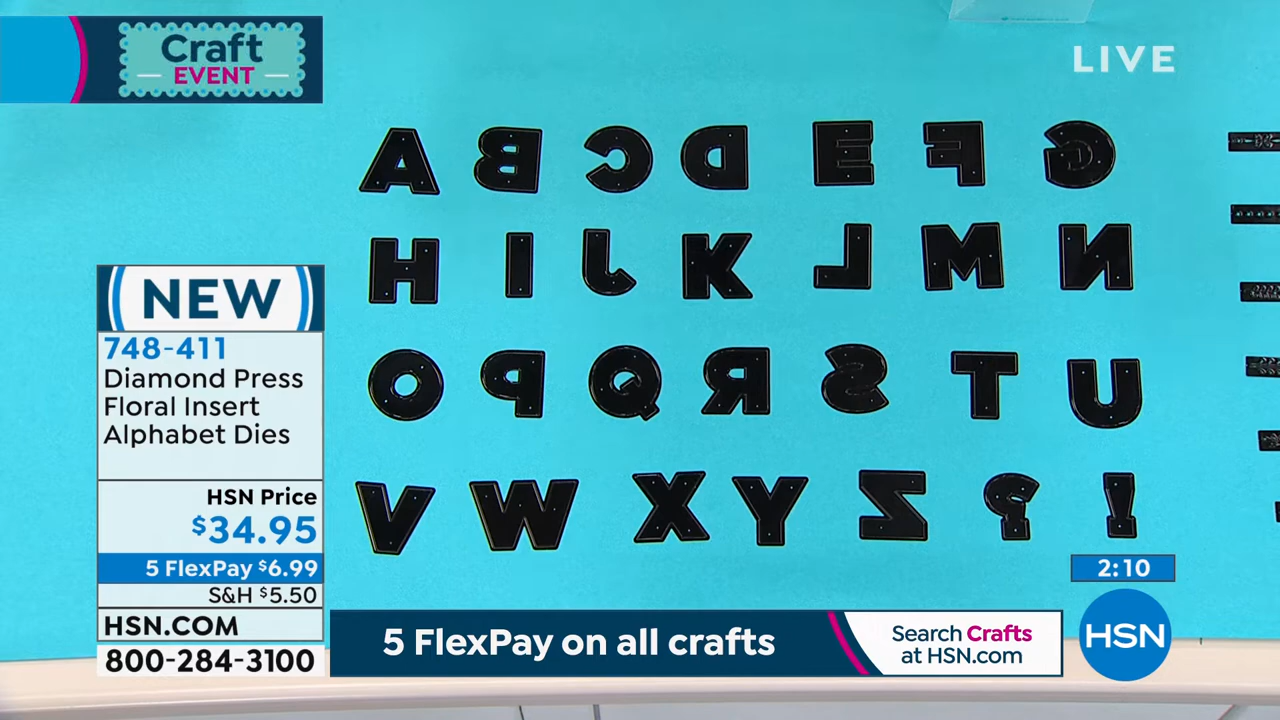 Craft
EVENT
LIVE
A B C D E F G
H I J K L M N
O P Q R S T U
V W X Y Z ? !
NEW
748-411
Diamond Press
Floral Insert
Alphabet Dies
HSN Price
$34.95
5 FlexPay $6.99
S&H $5.50
HSN.COM
800-284-3100
2:10
5 FlexPay on all crafts
Search Crafts
at HSN.com
HSN